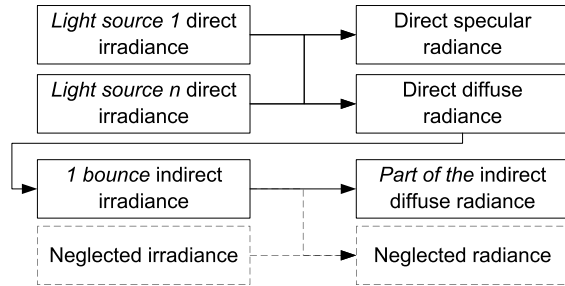 Light source 1 direct
irradiance
Direct specular
radiance
Light source n direct
irradiance
Direct diffuse
radiance
1 bounce indirect
irradiance
Part of the indirect
diffuse radiance
Neglected irradiance
Neglected radiance